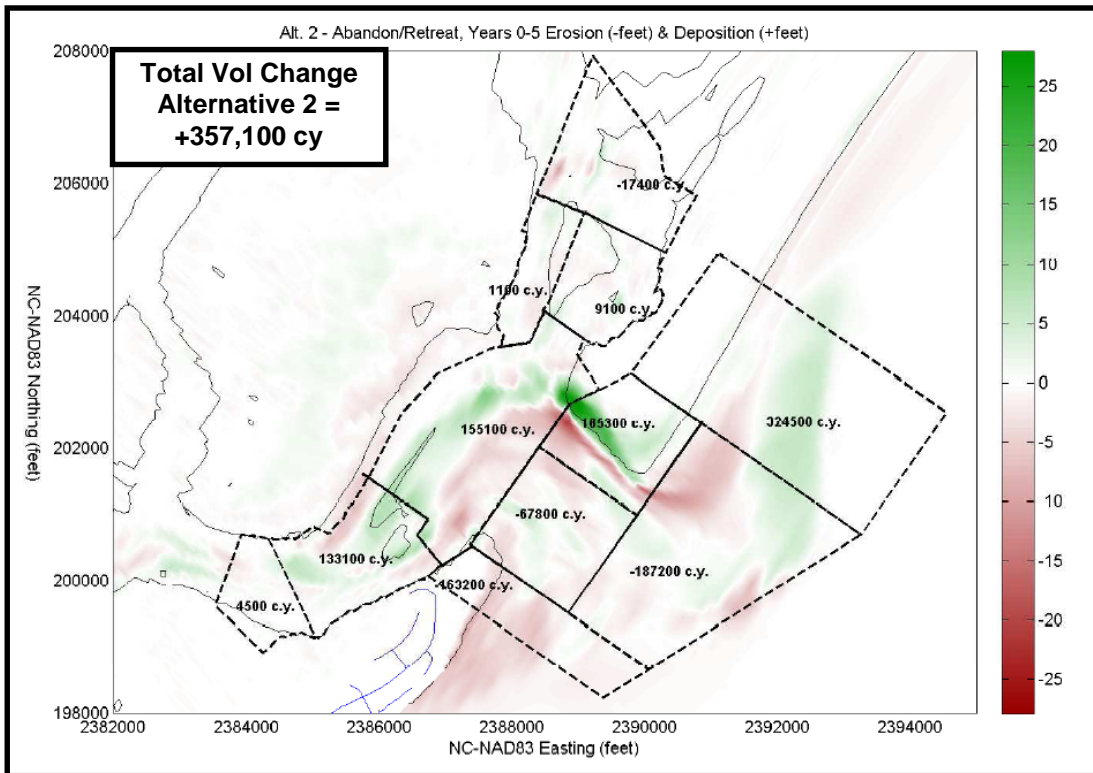 Alt. 2 - Abandon/Retreat, Years 0-5 Erosion (-feet) & Deposition (+feet)
Total Vol Change
Alternative 2 =
+357,100 cy
NC-NAD83 Northing (feet)
208000
206000
204000
202000
200000
198000
-17400 c.y.
1100 c.y.
9100 c.y.
155100 c.y.
165300 c.y.
324500 c.y.
-67800 c.y.
-187200 c.y.
133100 c.y.
-163200 c.y.
4500 c.y.
2382000
2384000
2386000
2388000
2390000
2392000
2394000
NC-NAD83 Easting (feet)
25
20
15
10
5
0
-5
-10
-15
-20
-25